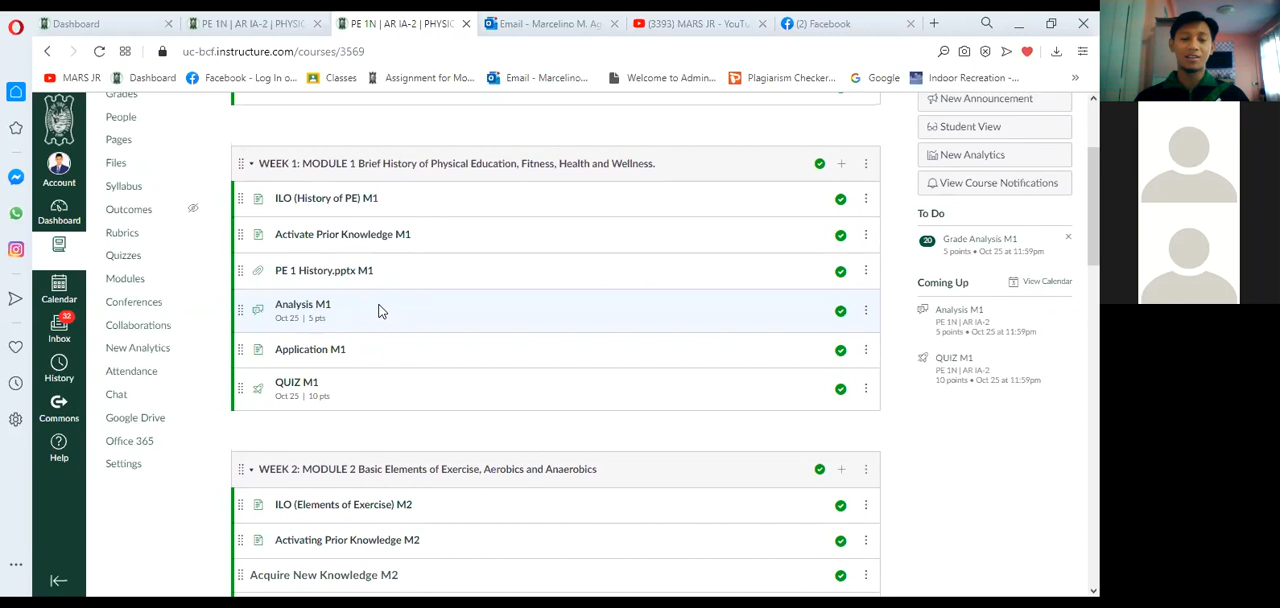 Dashboard
PE 1N | AR IA-2 | PHYSIC
PE 1N | AR IA-2 | PHYSIC
Email - Marcelino M. Ag
(3393) MARS JR - YouTu
(2) Facebook
uc-bcf.instructure.com/courses/3569
MARS JR
Dashboard
Facebook - Log In o...
Classes
Assignment for Mo...
Email - Marcelino...
Welcome to Admin...
Plagiarism Checker...
Google
Indoor Recreation -...
Account
Dashboard
Calendar
32
Inbox
History
Commons
Help
Grades
People
Pages
Files
Syllabus
Outcomes
Rubrics
Quizzes
Modules
Conferences
Collaborations
New Analytics
Attendance
Chat
Google Drive
Office 365
Settings
WEEK 1: MODULE 1 Brief History of Physical Education, Fitness, Health and Wellness.
ILO (History of PE) M1
Activate Prior Knowledge M1
PE 1 History.pptx M1
Analysis M1
Oct 25 | 5 pts
Application M1
QUIZ M1
Oct 25 | 10 pts
WEEK 2: MODULE 2 Basic Elements of Exercise, Aerobics and Anaerobics
ILO (Elements of Exercise) M2
Activating Prior Knowledge M2
Acquire New Knowledge M2
New Announcement
Student View
New Analytics
View Course Notifications
To Do
20
Grade Analysis M1
5 points • Oct 25 at 11:59pm
Coming Up
View Calendar
Analysis M1
PE 1N | AR IA-2
5 points • Oct 25 at 11:59pm
QUIZ M1
PE 1N | AR IA-2
10 points • Oct 25 at 11:59pm